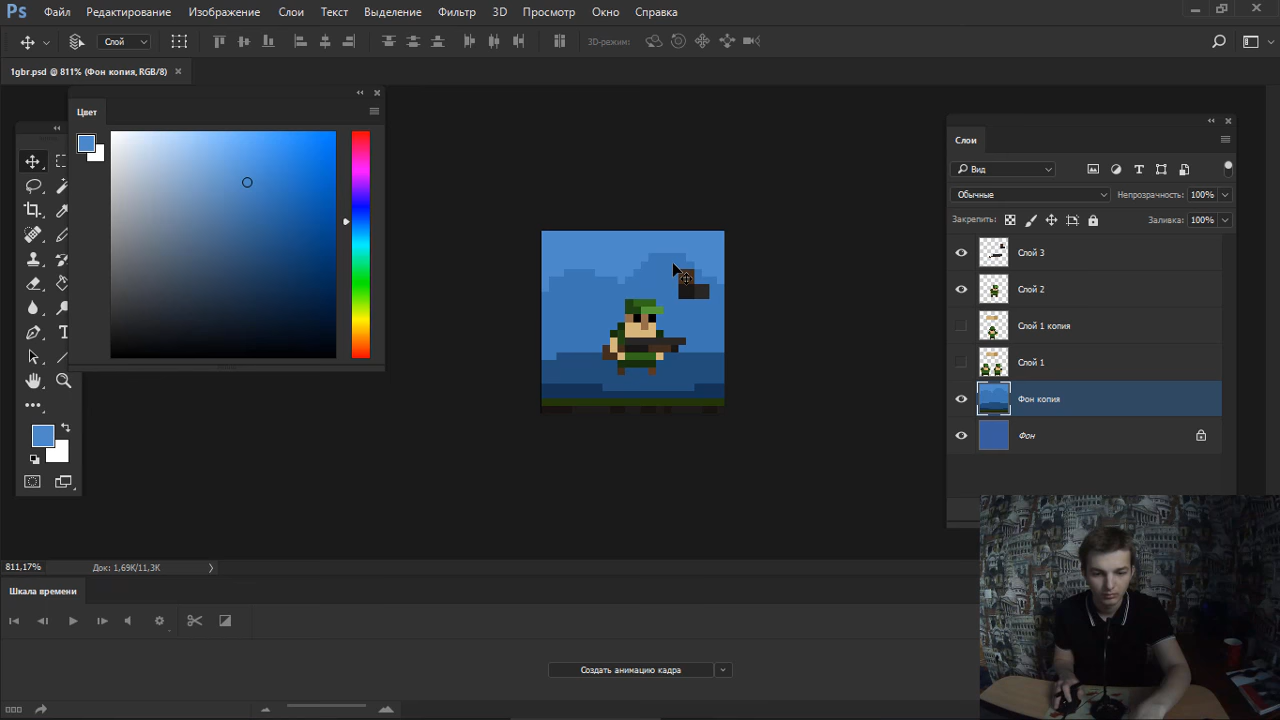 Ps Файл Редактирование Изображение Слои Текст Выделение Фильтр 3D Просмотр Окно Справка
Слой 3D-режим:
1gbr.psd @ 811% (Фон копия, RGB/8)
Цвет
Слои
Вид
Обычные Непрозрачность: 100%
Закрепить: Заливка: 100%
Слой 3
Слой 2
Слой 1 копия
Слой 1
Фон копия
Фон
811,17% Док: 1,69K/11,3K
Шкала времени
Создать анимацию кадра